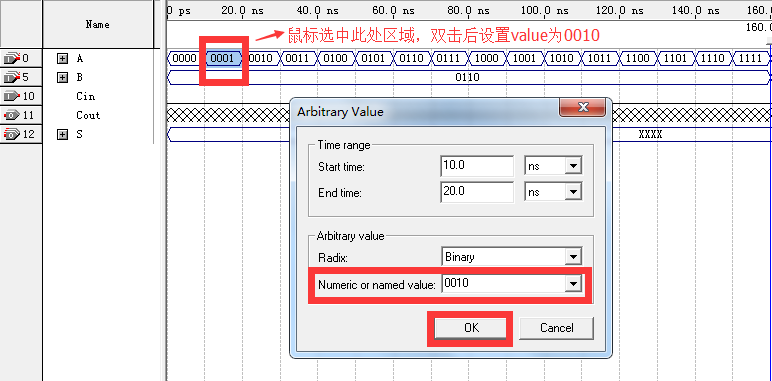 Name
0 ps 20.0 ns 40.0 ns 60.0 ns 80.0 ns 100.0 ns 120.0 ns 140.0 ns 160.0
160.0
鼠标选中此处区域，双击后设置value为0010
0 A 0000 0001 0010 0011 0100 0101 0110 0111 1000 1001 1010 1011 1100 1101 1110 1111
5 B 0110
10 Cin
11 Cout
12 S XXXX
Arbitrary Value
Time range
Start time: 10.0 ns
End time: 20.0 ns
Arbitrary value
Radix: Binary
Numeric or named value: 0010
OK Cancel